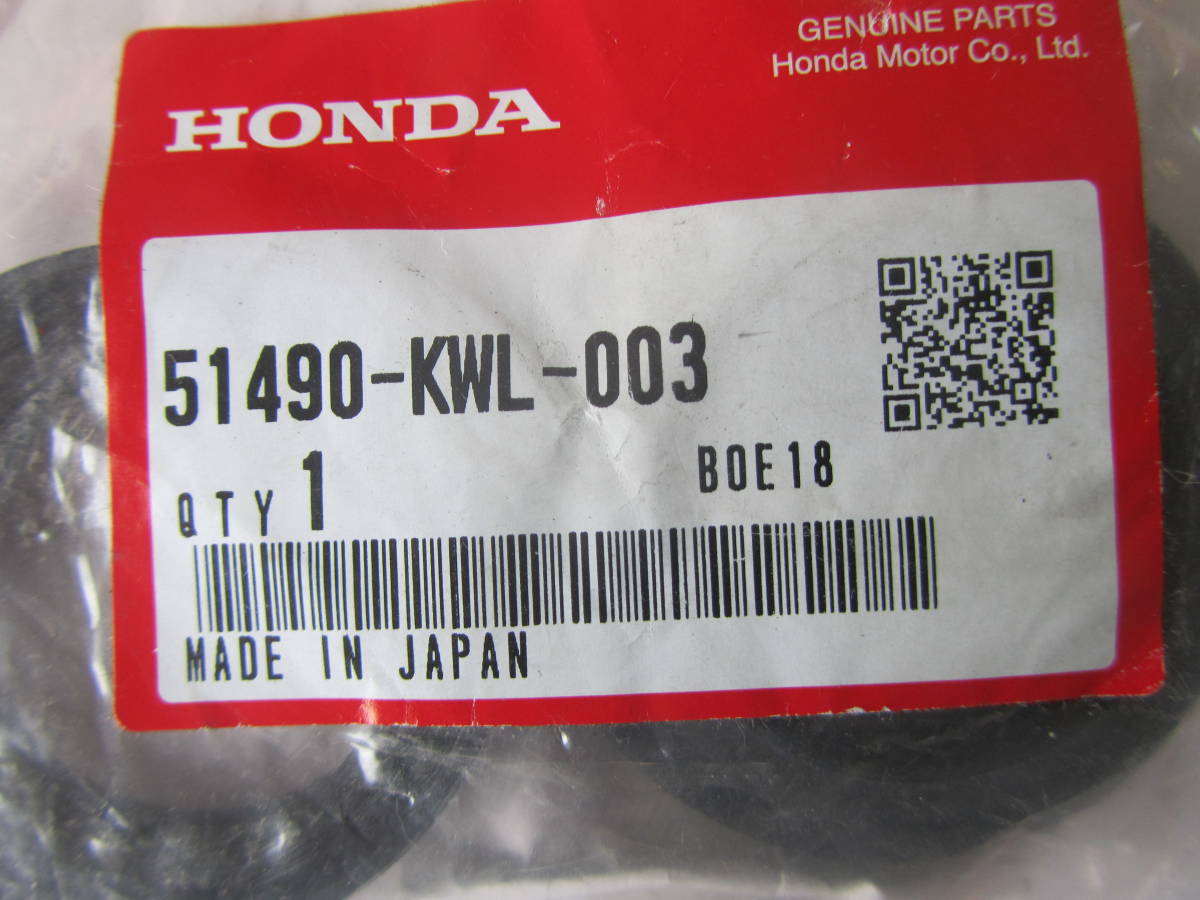 GENUINE PARTS
Honda Motor Co., Ltd.
HONDA
51490-KWL-003
QTY 1
BOE18
MADE IN JAPAN